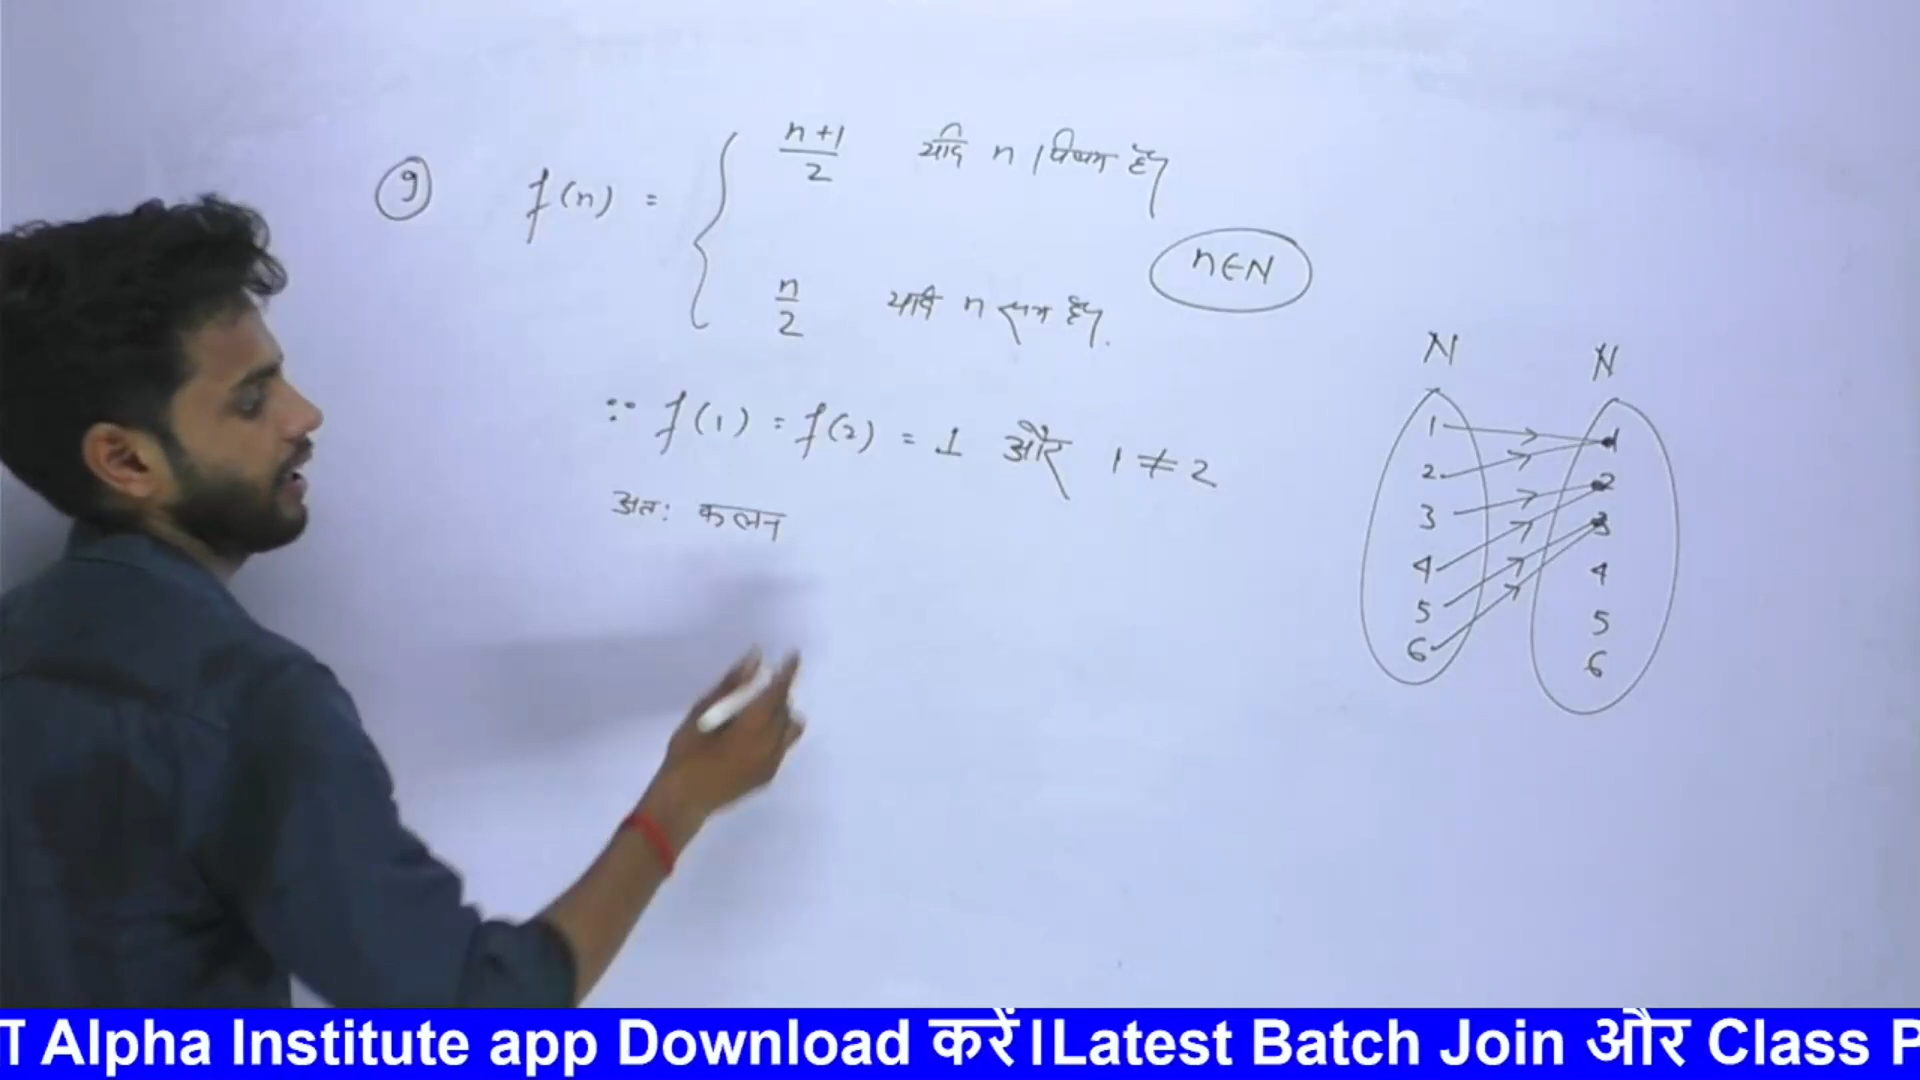 9 f(n) = { n+1/2 यदि n विषम है।
n/2 यदि n सम है।
n∈N
∵ f(1) = f(2) = 1 और 1 ≠ 2
अतः कलन
N N
1 1
2 2
3 3
4 4
5 5
6 6
Alpha Institute app Download करें।Latest Batch Join और Class P